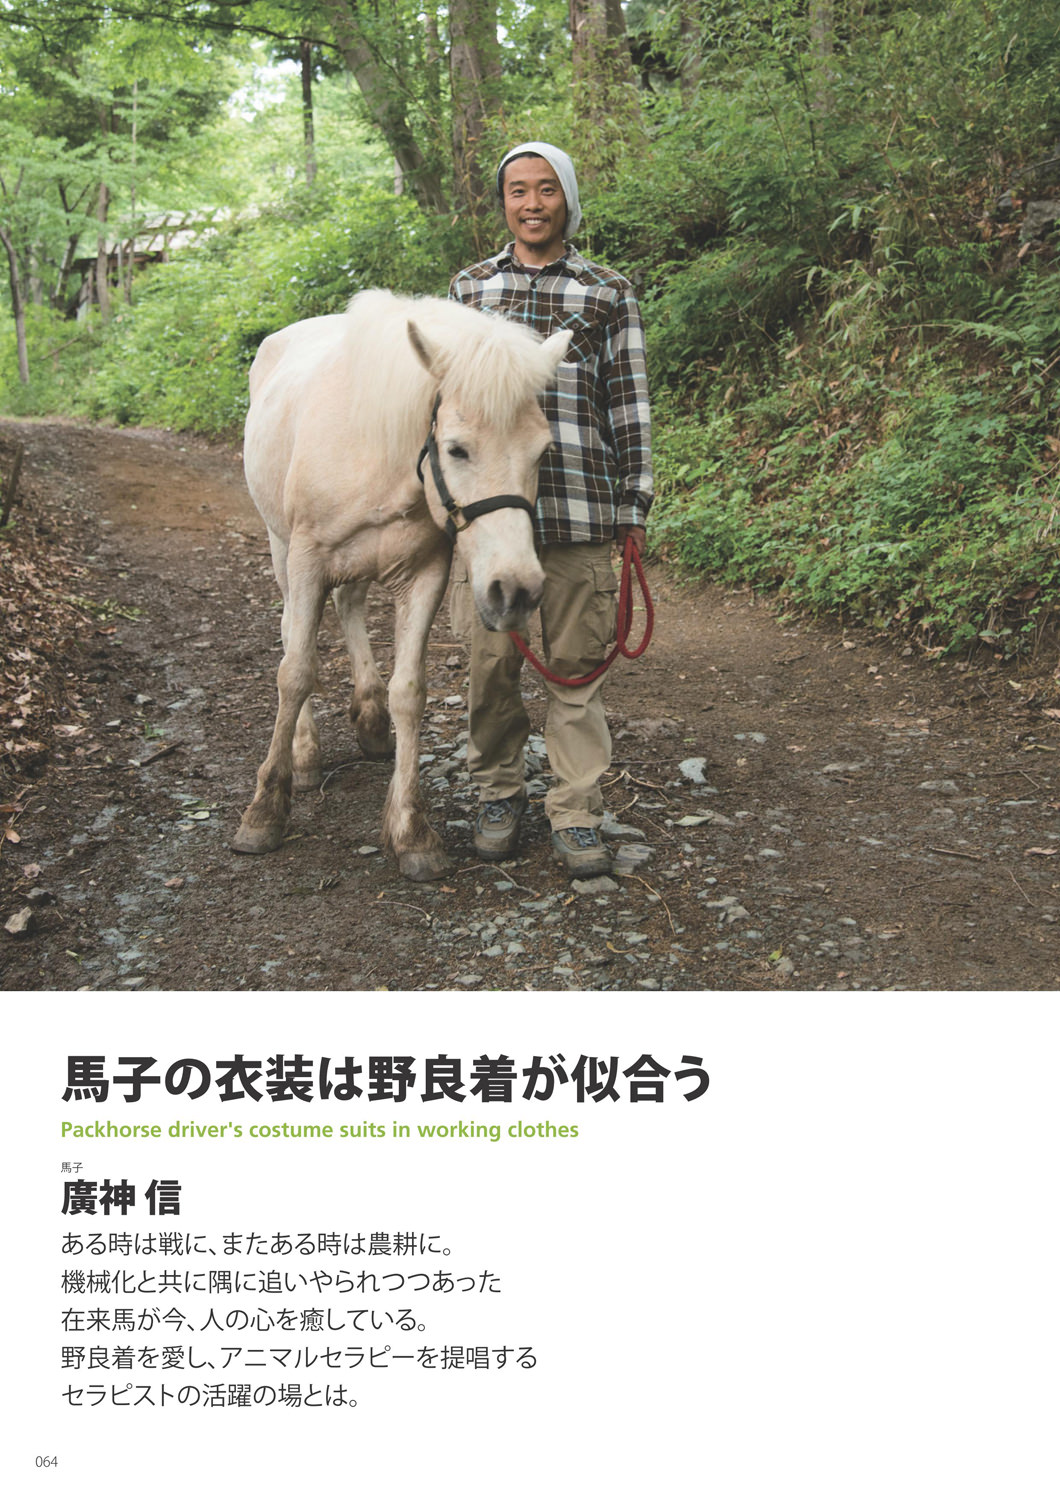 馬子の衣装は野良着が似合う
Packhorse driver's costume suits in working clothes
馬子
廣神 信
ある時は戦に、またある時は農耕に。
機械化と共に隅に追いやられつつあった
在来馬が今、人の心を癒している。
野良着を愛し、アニマルセラピーを提唱する
セラピストの活躍の場とは。
064